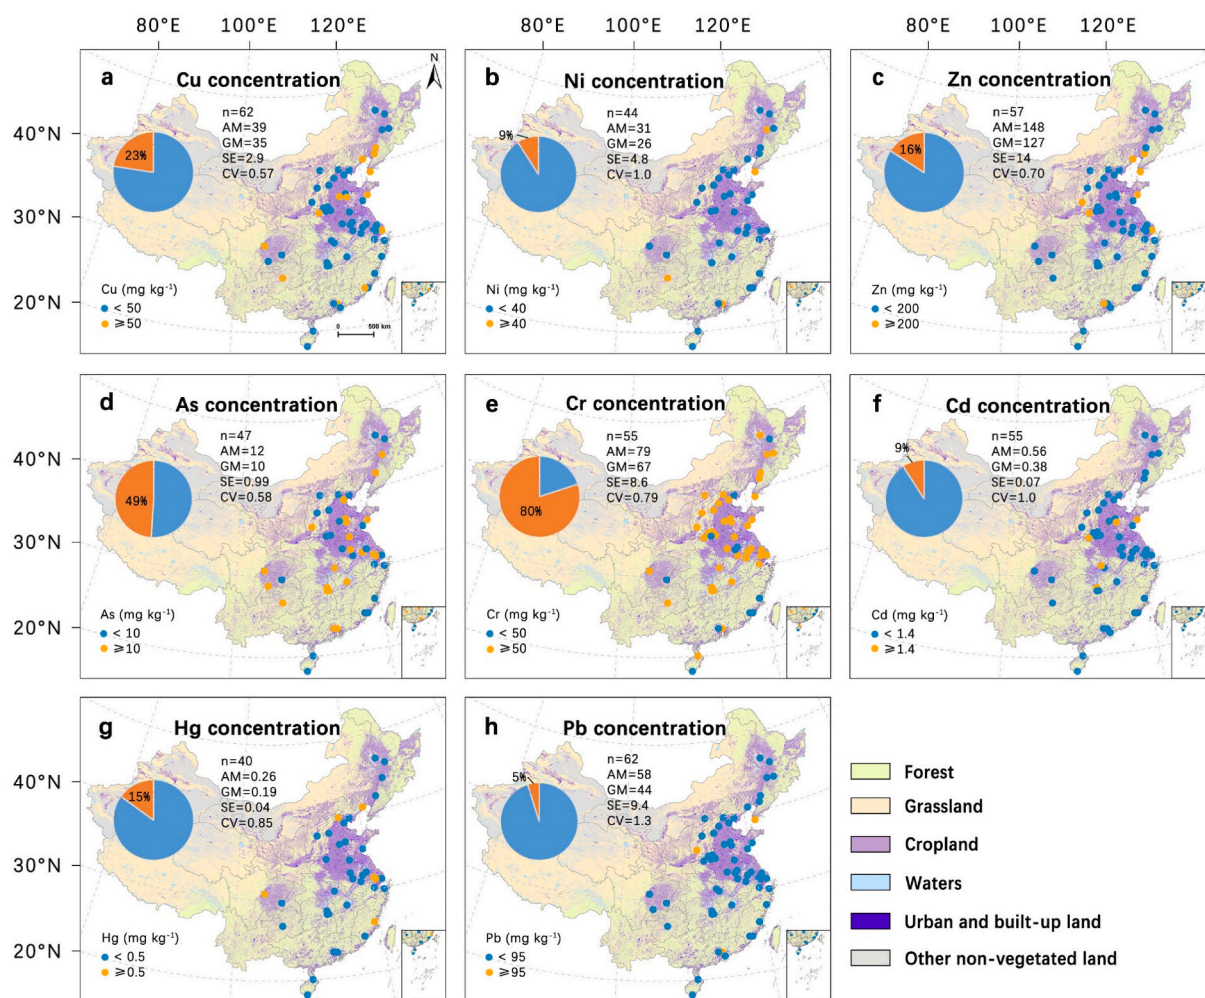 80°E 100°E 120°E 80°E 100°E 120°E 80°E 100°E 120°E
a Cu concentration
N
n=62
AM=39
GM=35
SE=2.9
CV=0.57
23%
Cu (mg kg⁻¹)
< 50
≥50
0 500 km
b Ni concentration
n=44
AM=31
GM=26
SE=4.8
CV=1.0
9%
Ni (mg kg⁻¹)
< 40
≥40
c Zn concentration
n=57
AM=148
GM=127
SE=14
CV=0.70
16%
Zn (mg kg⁻¹)
< 200
≥200
40°N
30°N
20°N
d As concentration
n=47
AM=12
GM=10
SE=0.99
CV=0.58
49%
As (mg kg⁻¹)
< 10
≥10
e Cr concentration
n=55
AM=79
GM=67
SE=8.6
CV=0.79
80%
Cr (mg kg⁻¹)
< 50
≥50
f Cd concentration
n=55
AM=0.56
GM=0.38
SE=0.07
CV=1.0
9%
Cd (mg kg⁻¹)
< 1.4
≥1.4
40°N
30°N
20°N
g Hg concentration
n=40
AM=0.26
GM=0.19
SE=0.04
CV=0.85
15%
Hg (mg kg⁻¹)
< 0.5
≥0.5
h Pb concentration
n=62
AM=58
GM=44
SE=9.4
CV=1.3
5%
Pb (mg kg⁻¹)
< 95
≥95
40°N
30°N
20°N
Forest
Grassland
Cropland
Waters
Urban and built-up land
Other non-vegetated land